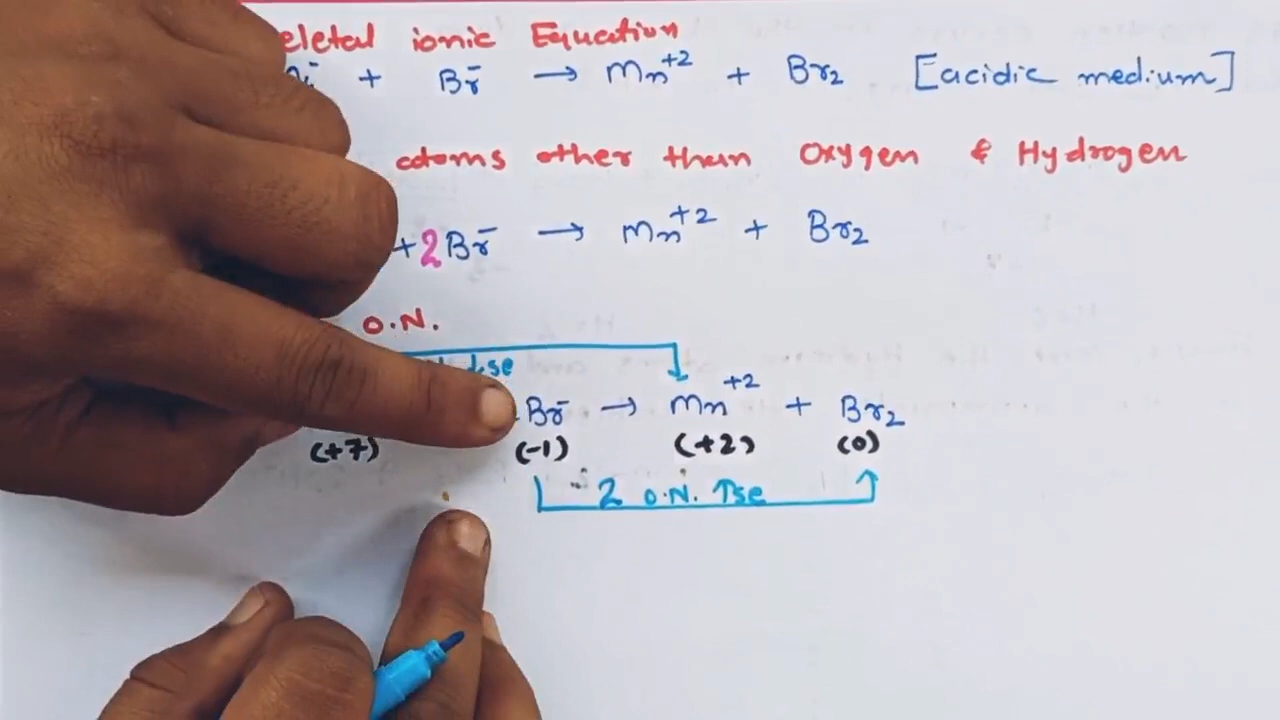 eletal ionic Equation
+ Br⁻ → Mn⁺² + Br₂ [acidic medium]
atoms other than Oxygen & Hydrogen
+2Br⁻ → Mn⁺² + Br₂
O.N.
↓se
Br⁻ → Mn⁺² + Br₂
(+7) (-1) (+2) (0)
2 O.N. ↑se